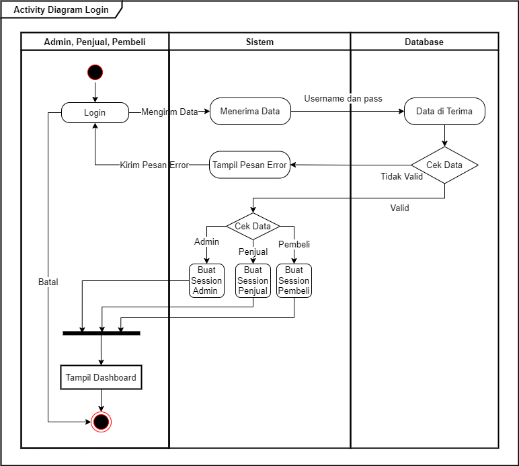 Activity Diagram Login
Admin, Penjual, Pembeli
Sistem
Database
Login
Mengirim Data
Menerima Data
Username dan pass
Data di Terima
Kirim Pesan Error
Tampil Pesan Error
Cek Data
Tidak Valid
Valid
Cek Data
Admin
Penjual
Pembeli
Buat
Session
Admin
Buat
Session
Penjual
Buat
Session
Pembeli
Batal
Tampil Dashboard